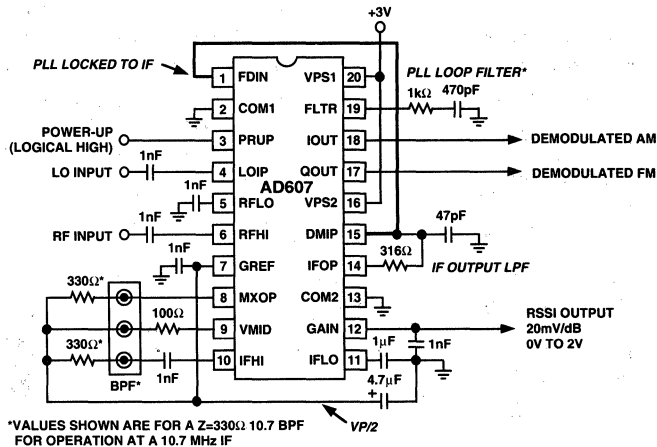 +3V
PLL LOCKED TO IF
1 FDIN VPS1 20
PLL LOOP FILTER*
1kΩ 470pF
2 COM1 FLTR 19
POWER-UP
(LOGICAL HIGH)
3 PRUP IOUT 18
DEMODULATED AM
1nF
LO INPUT
4 LOIP QOUT 17
DEMODULATED FM
AD607
1nF
5 RFLO VPS2 16
1nF
47pF
RF INPUT
6 RFHI DMIP 15
316Ω
1nF
7 GREF IFOP 14
IF OUTPUT LPF
330Ω*
8 MXOP COM2 13
100Ω
9 VMID GAIN 12
RSSI OUTPUT
20mV/dB
0V TO 2V
330Ω*
1µF
1nF
10 IFHI IFLO 11
BPF*
1nF
4.7µF
+
VP/2
*VALUES SHOWN ARE FOR A Z=330Ω 10.7 BPF
FOR OPERATION AT A 10.7 MHz IF